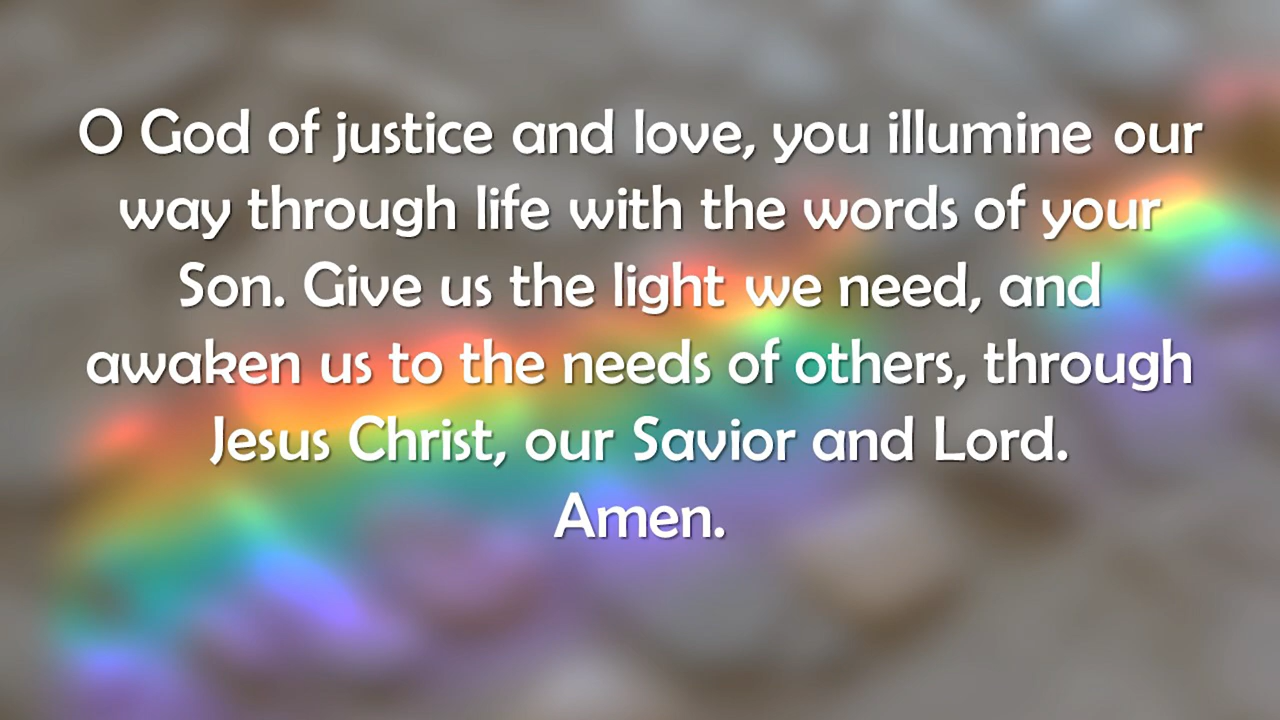 O God of justice and love, you illumine our
way through life with the words of your
Son. Give us the light we need, and
awaken us to the needs of others, through
Jesus Christ, our Savior and Lord.
Amen.